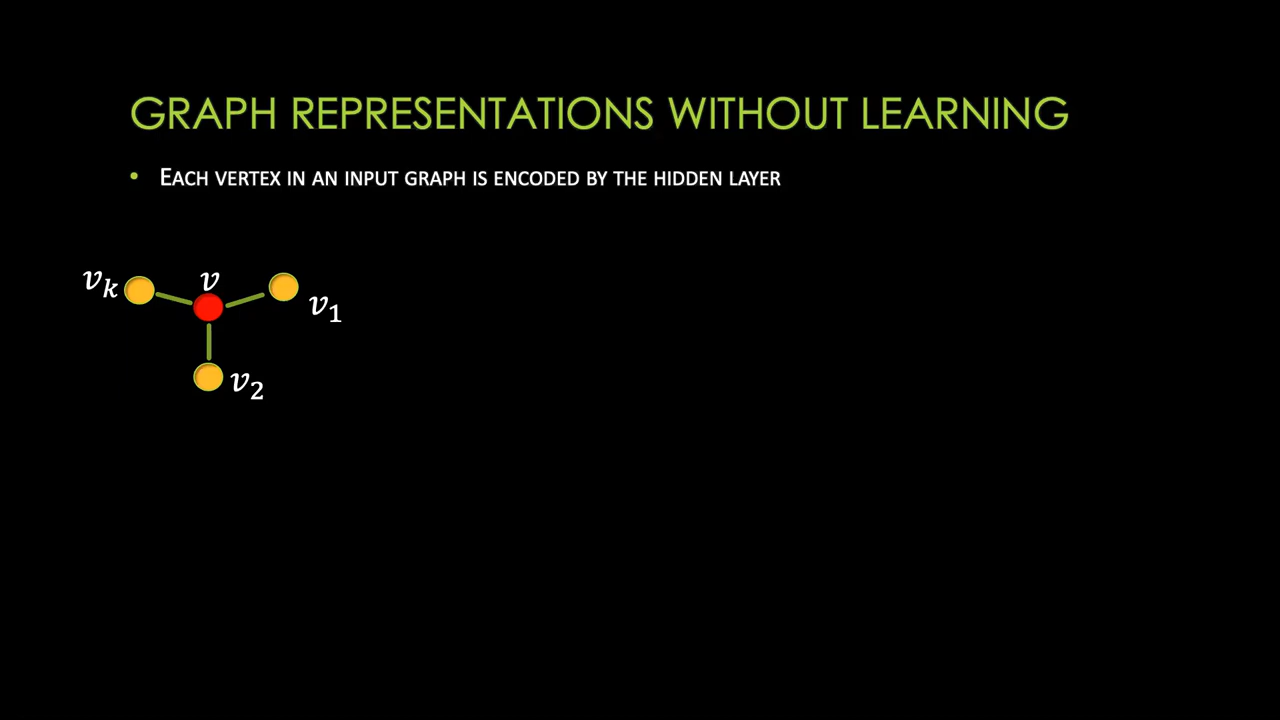 GRAPH REPRESENTATIONS WITHOUT LEARNING
• EACH VERTEX IN AN INPUT GRAPH IS ENCODED BY THE HIDDEN LAYER
v_k
v
v_1
v_2